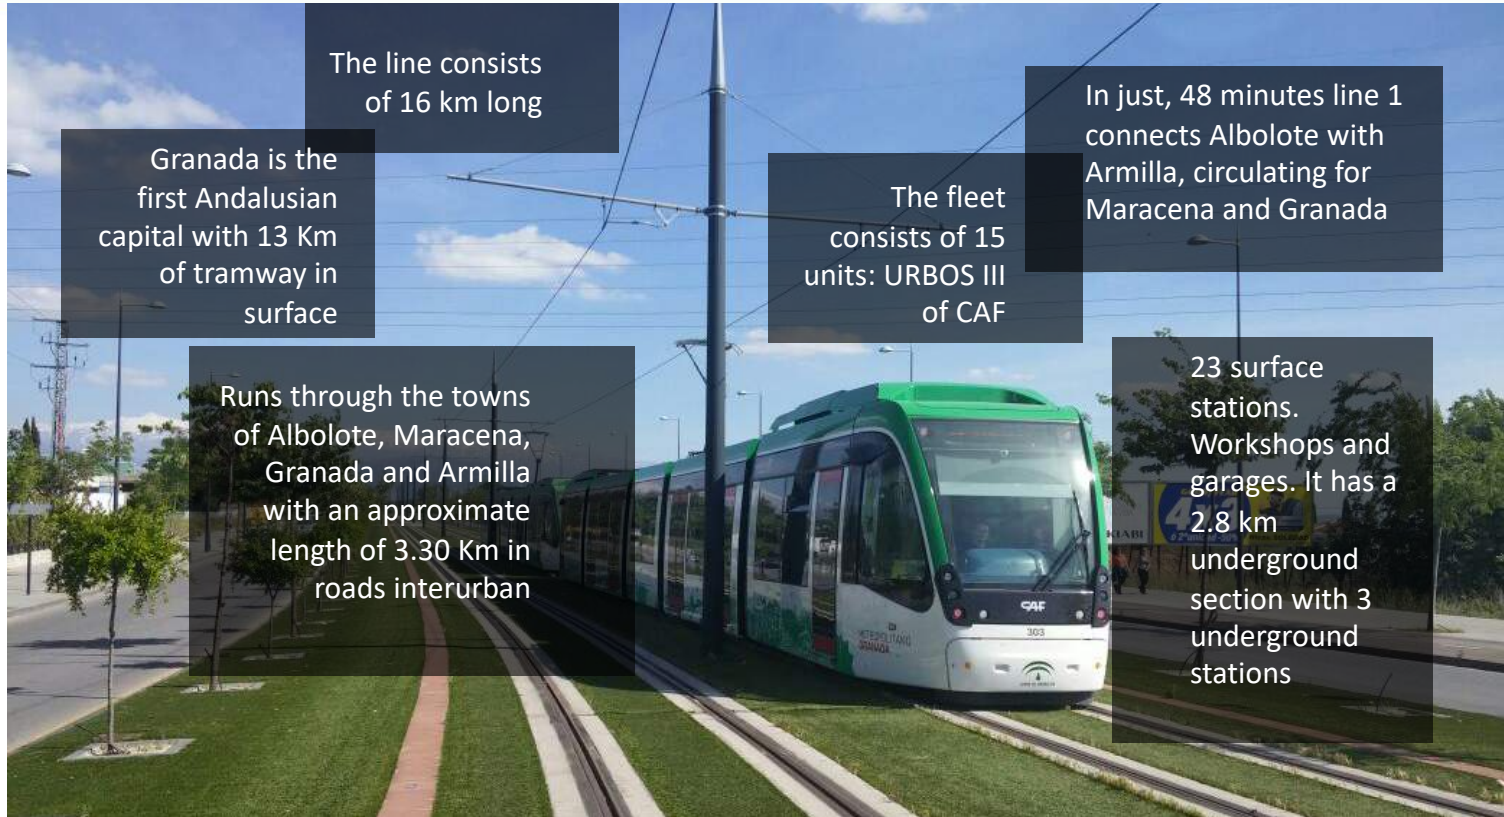 The line consists
of 16 km long
Granada is the
first Andalusian
capital with 13 Km
of tramway in
surface
In just, 48 minutes line 1
connects Albolote with
Armilla, circulating for
Maracena and Granada
The fleet
consists of 15
units: URBOS III
of CAF
Runs through the towns
of Albolote, Maracena,
Granada and Armilla
with an approximate
length of 3.30 Km in
roads interurban
23 surface
stations.
Workshops and
garages. It has a
2.8 km
underground
section with 3
underground
stations
CAF
303
METROPOLITANO
GRANADA